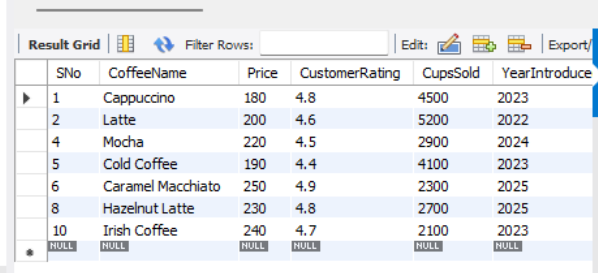 Result Grid Filter Rows: Edit: Export/
SNo CoffeeName Price CustomerRating CupsSold YearIntroduce
1 Cappuccino 180 4.8 4500 2023
2 Latte 200 4.6 5200 2022
4 Mocha 220 4.5 2900 2024
5 Cold Coffee 190 4.4 4100 2023
6 Caramel Macchiato 250 4.9 2300 2025
8 Hazelnut Latte 230 4.8 2700 2025
10 Irish Coffee 240 4.7 2100 2023
NULL NULL NULL NULL NULL NULL